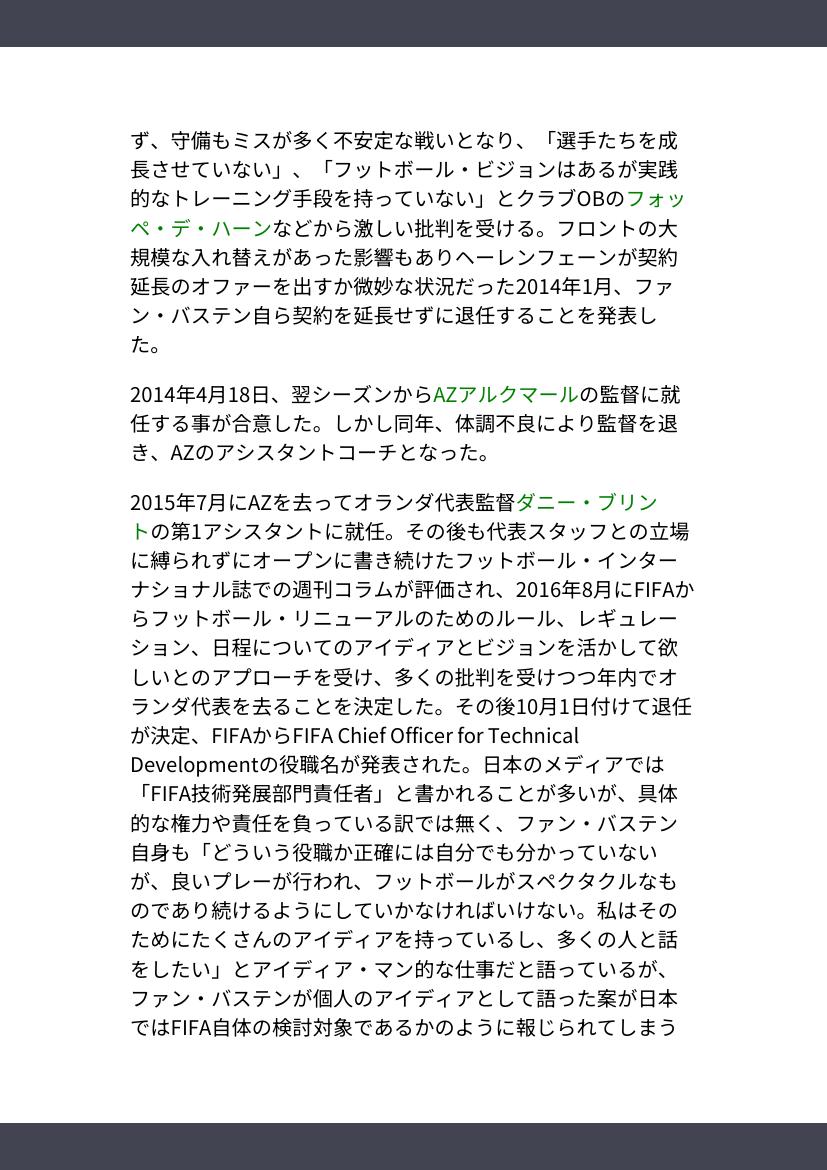 ず、守備もミスが多く不安定な戦いとなり、「選手たちを成
長させていない」、「フットボール・ビジョンはあるが実践
的なトレーニング手段を持っていない」とクラブOBのフォッ
ペ・デ・ハーンなどから激しい批判を受ける。フロントの大
規模な入れ替えがあった影響もありヘーレンフェーンが契約
延長のオファーを出すか微妙な状況だった2014年1月、ファ
ン・バステン自ら契約を延長せずに退任することを発表し
た。
2014年4月18日、翌シーズンからAZアルクマールの監督に就
任する事が合意した。しかし同年、体調不良により監督を退
き、AZのアシスタントコーチとなった。
2015年7月にAZを去ってオランダ代表監督ダニー・ブリン
トの第1アシスタントに就任。その後も代表スタッフとの立場
に縛られずにオープンに書き続けたフットボール・インター
ナショナル誌での週刊コラムが評価され、2016年8月にFIFAか
らフットボール・リニューアルのためのルール、レギュレー
ション、日程についてのアイディアとビジョンを活かして欲
しいとのアプローチを受け、多くの批判を受けつつ年内でオ
ランダ代表を去ることを決定した。その後10月1日付けて退任
が決定、FIFAからFIFA Chief Officer for Technical
Developmentの役職名が発表された。日本のメディアでは
「FIFA技術発展部門責任者」と書かれることが多いが、具体
的な権力や責任を負っている訳では無く、ファン・バステン
自身も「どういう役職か正確には自分でも分かっていない
が、良いプレーが行われ、フットボールがスペクタクルなも
のであり続けるようにしていかなければいけない。私はその
ためにたくさんのアイディアを持っているし、多くの人と話
をしたい」とアイディア・マン的な仕事だと語っているが、
ファン・バステンが個人のアイディアとして語った案が日本
ではFIFA自体の検討対象であるかのように報じられてしまう